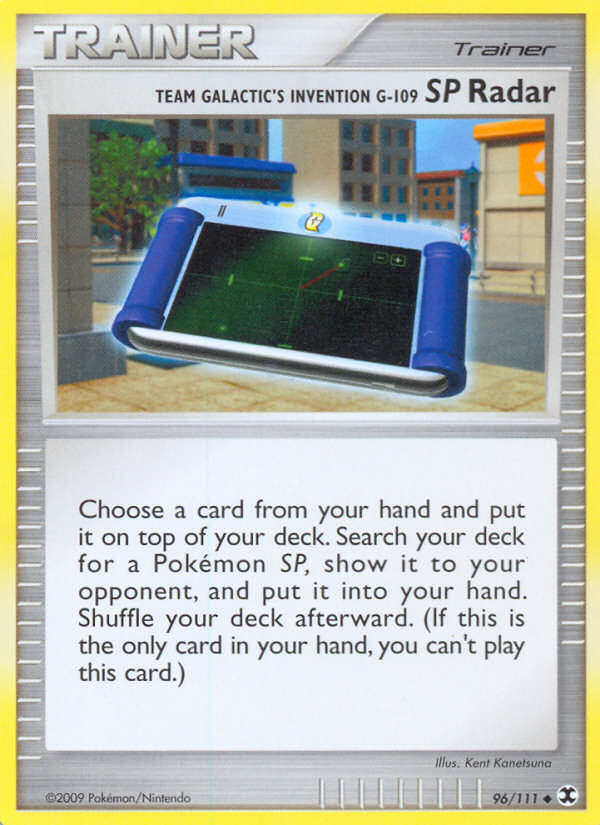 TRAINER
Trainer
TEAM GALACTIC'S INVENTION G-109 SP Radar
Choose a card from your hand and put
it on top of your deck. Search your deck
for a Pokémon SP, show it to your
opponent, and put it into your hand.
Shuffle your deck afterward. (If this is
the only card in your hand, you can't play
this card.)
Illus. Kent Kanetsuna
©2009 Pokémon/Nintendo
96/111